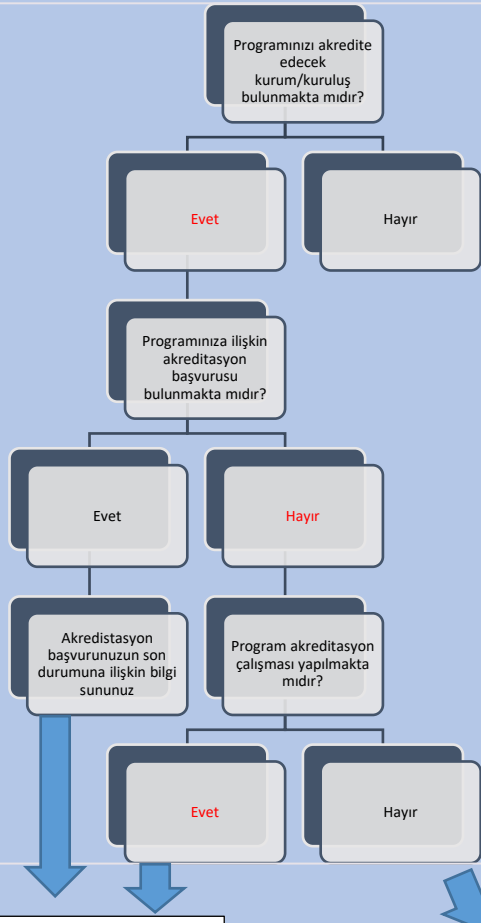 Programınızı akredite
edecek
kurum/kuruluş
bulunmakta mıdır?
Evet
Hayır
Programınıza ilişkin
akreditasyon
başvurusu
bulunmakta mıdır?
Evet
Hayır
Akredistasyon
başvurunuzun son
durumuna ilişkin bilgi
sununuz
Program akreditasyon
çalışması yapılmakta
mıdır?
Evet
Hayır